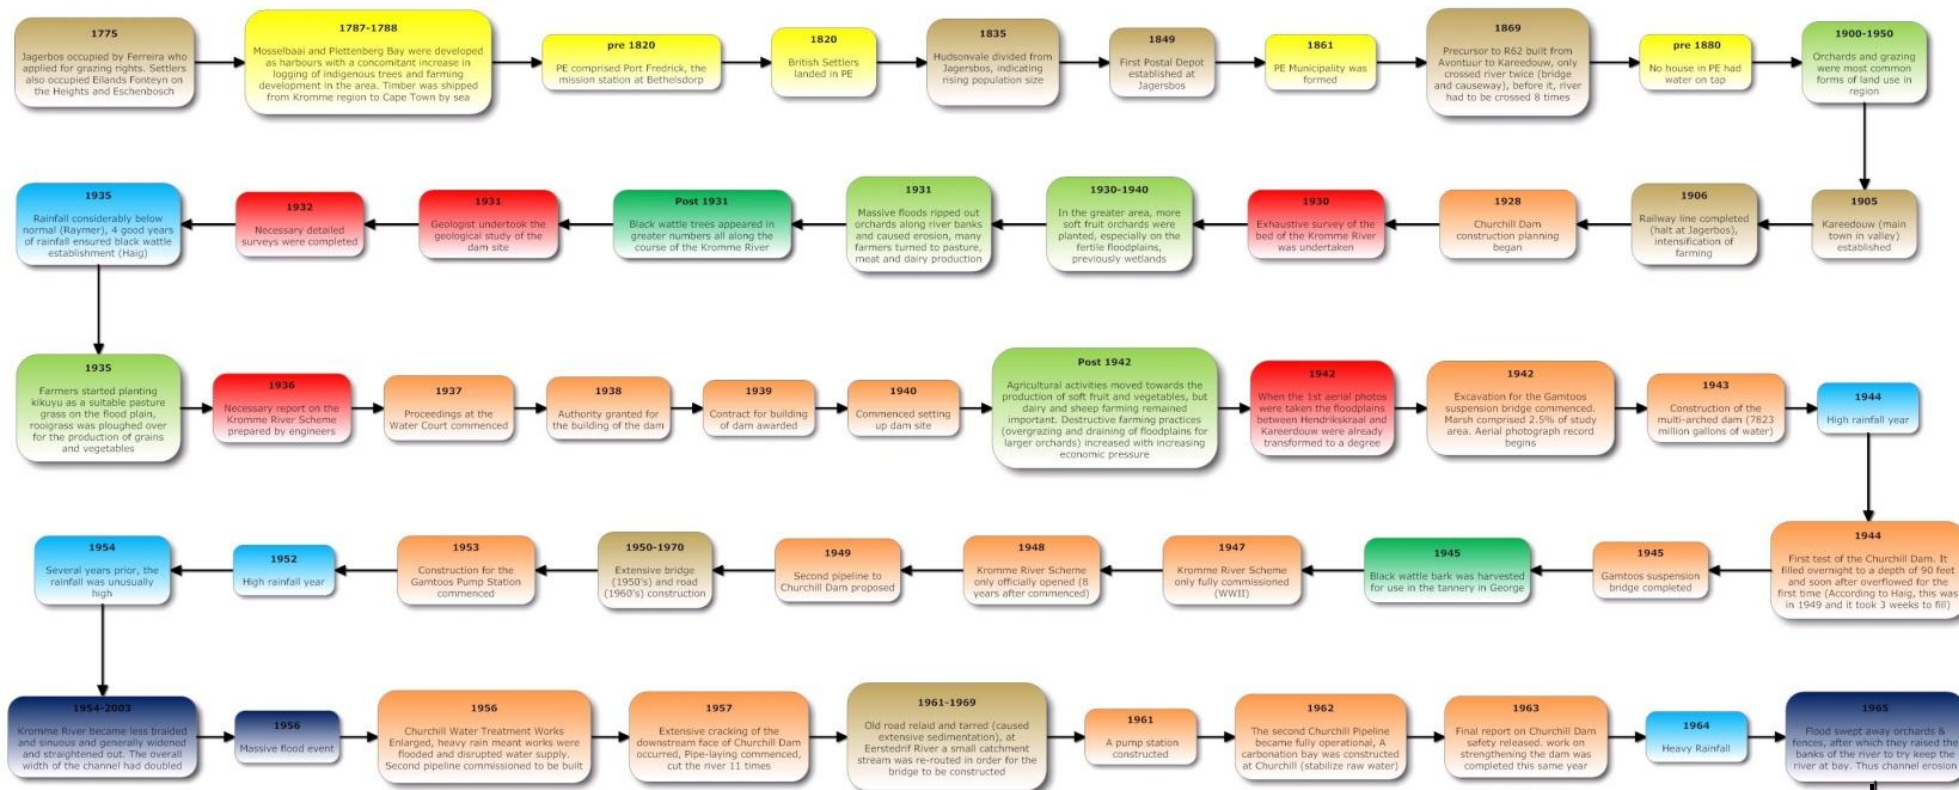 1775
Jagerbos occupied by Ferreira who
applied for grazing rights. Settlers
also occupied Eilands Fonteyn on
the Heights and Eschenbosch
1787-1788
Mosselbaai and Plettenberg Bay were developed
as harbours with a concomitant increase in
logging of indigenous trees and farming
development in the area. Timber was shipped
from Kromme region to Cape Town by sea
pre 1820
PE comprised Port Fredrick, the
mission station at Bethelsdorp
1820
British Settlers
landed in PE
1835
Hudsonvale divided from
Jagersbos, indicating
rising population size
1849
First Postal Depot
established at
Jagersbos
1861
PE Municipality was
formed
1869
Precursor to R62 built from
Avontuur to Kareedouw, only
crossed river twice (bridge
and causeway), before it, river
had to be crossed 8 times
pre 1880
No house in PE had
water on tap
1900-1950
Orchards and grazing
were most common
forms of land use in
region
1905
Kareedouw (main
town in valley)
established
1906
Railway line completed
(halt at Jagerbos),
intensification of
farming
1928
Churchill Dam
construction planning
began
1930
Exhaustive survey of the
bed of the Kromme River
was undertaken
1930-1940
In the greater area, more
soft fruit orchards were
planted, especially on the
fertile floodplains,
previously wetlands
1931
Massive floods ripped out
orchards along river banks
and caused erosion, many
farmers turned to pasture,
meat and dairy production
Post 1931
Black wattle trees appeared in
greater numbers all along the
course of the Kromme River
1931
Geologist undertook the
geological study of the
dam site
1932
Necessary detailed
surveys were completed
1935
Rainfall considerably below
normal (Raymer), 4 good years
of rainfall ensured black wattle
establishment (Haig)
1935
Farmers started planting
kikuyu as a suitable pasture
grass on the flood plain,
rooigrass was ploughed over
for the production of grains
and vegetables
1936
Necessary report on the
Kromme River Scheme
prepared by engineers
1937
Proceedings at the
Water Court commenced
1938
Authority granted for
the building of the dam
1939
Contract for building
of dam awarded
1940
Commenced setting
up dam site
Post 1942
Agricultural activities moved towards the
production of soft fruit and vegetables, but
dairy and sheep farming remained
important. Destructive farming practices
(overgrazing and draining of floodplains for
larger orchards) increased with increasing
economic pressure
1942
When the 1st aerial photos
were taken the floodplains
between Hendrikskraal and
Kareerdouw were already
transformed to a degree
1942
Excavation for the Gamtoos
suspension bridge commenced.
Marsh comprised 2.5% of study
area. Aerial photograph record
begins
1943
Construction of the
multi-arched dam (7823
million gallons of water)
1944
High rainfall year
1944
First test of the Churchill Dam. It
filled overnight to a depth of 90 feet
and soon after overflowed for the
first time (According to Haig, this was
in 1949 and it took 3 weeks to fill)
1945
Gamtoos suspension
bridge completed
1945
Black wattle bark was harvested
for use in the tannery in George
1947
Kromme River Scheme
only fully commissioned
(WWII)
1948
Kromme River Scheme
only officially opened (8
years after commenced)
1949
Second pipeline to
Churchill Dam proposed
1950-1970
Extensive bridge
(1950's) and road
(1960's) construction
1953
Construction for the
Gamtoos Pump Station
commenced
1952
High rainfall year
1954
Several years prior, the
rainfall was unusually
high
1954-2003
Kromme River became less braided
and sinuous and generally widened
and straightened out. The overall
width of the channel had doubled
1956
Massive flood event
1956
Churchill Water Treatment Works
Enlarged, heavy rain meant works were
flooded and disrupted water supply.
Second pipeline commissioned to be built
1957
Extensive cracking of the
downstream face of Churchill Dam
occurred, Pipe-laying commenced,
cut the river 11 times
1961-1969
Old road relaid and tarred (caused
extensive sedimentation), at
Eerstedrif River a small catchment
stream was re-routed in order for the
bridge to be constructed
1961
A pump station
constructed
1962
The second Churchill Pipeline
became fully operational, A
carbonation bay was constructed
at Churchill (stabilize raw water)
1963
Final report on Churchill Dam
safety released. work on
strengthening the dam was
completed this same year
1964
Heavy Rainfall
1965
Flood swept away orchards &
fences, after which they raised the
banks of the river to try keep the
river at bay. Thus channel erosion